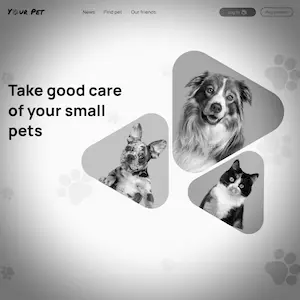 Your Pet
News Find pet Our friends
Log In Registration
Take good care
of your small
pets